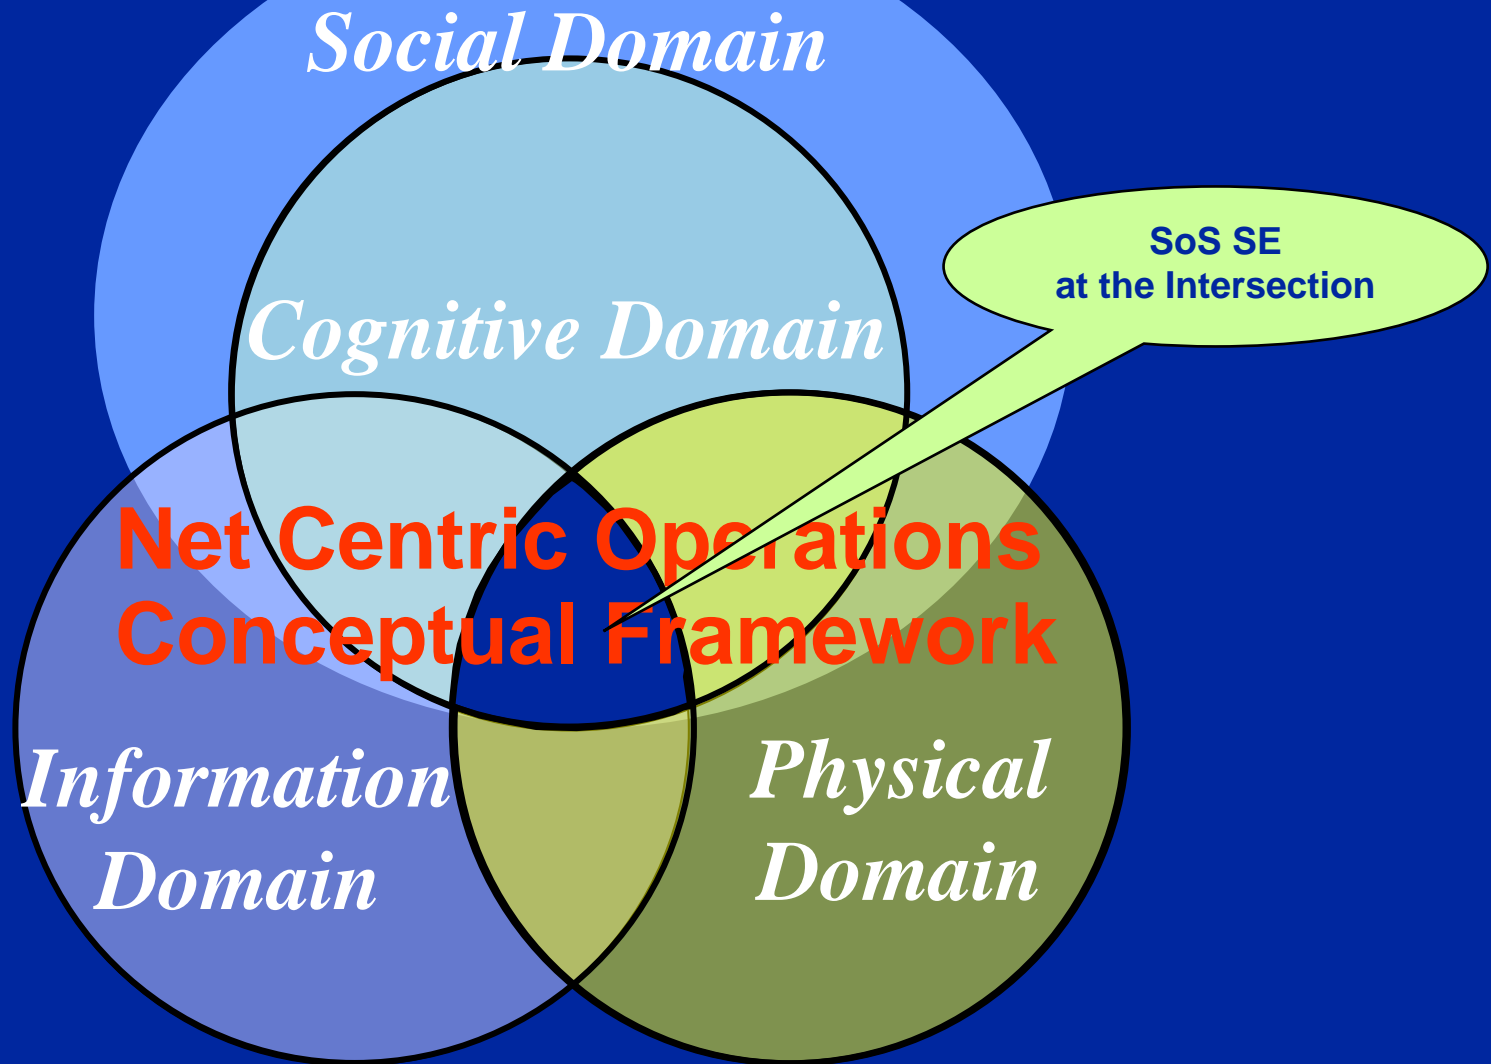 Social Domain
SoS SE
at the Intersection
Cognitive Domain
Net Centric Operations
Conceptual Framework
Information
Domain
Physical
Domain